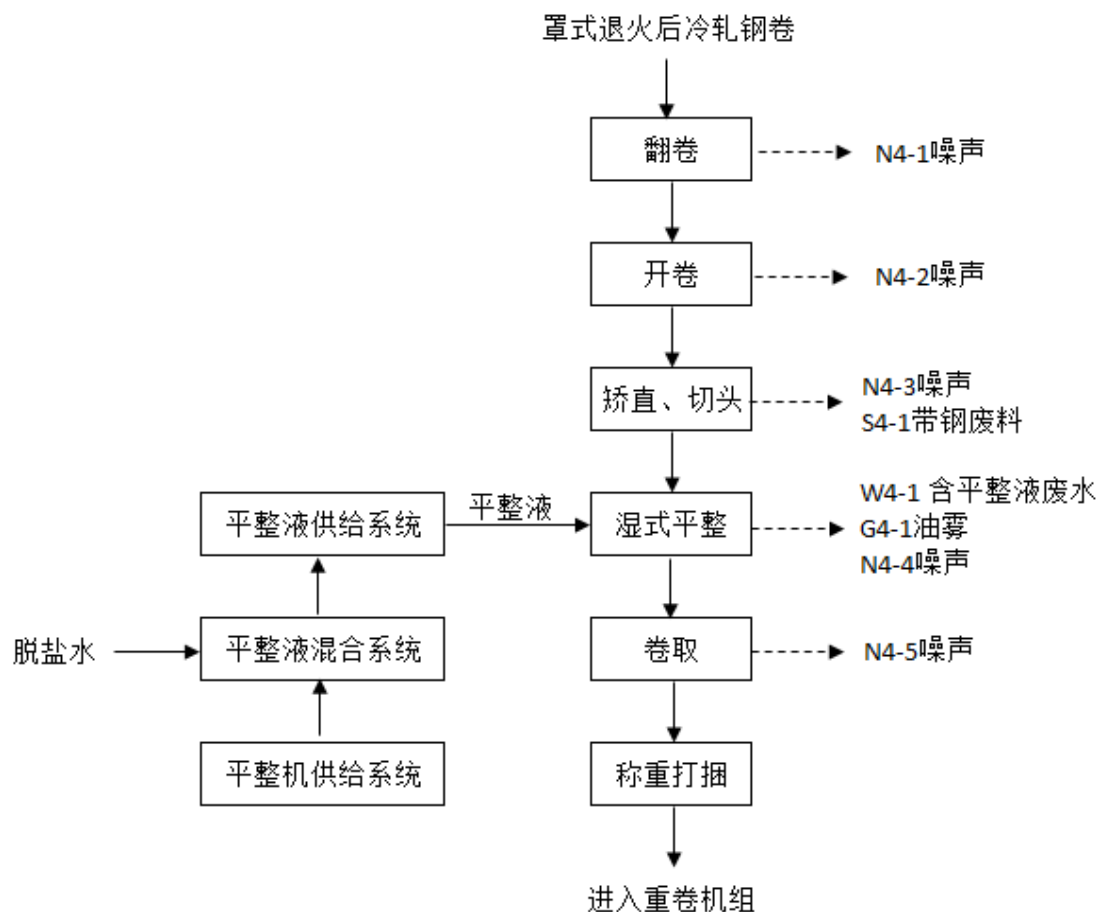 罩式退火后冷轧钢卷
翻卷
N4-1噪声
开卷
N4-2噪声
矫直、切头
N4-3噪声
S4-1带钢废料
平整液供给系统
平整液
湿式平整
W4-1 含平整液废水
G4-1油雾
N4-4噪声
脱盐水
平整液混合系统
卷取
N4-5噪声
平整机供给系统
称重打捆
进入重卷机组